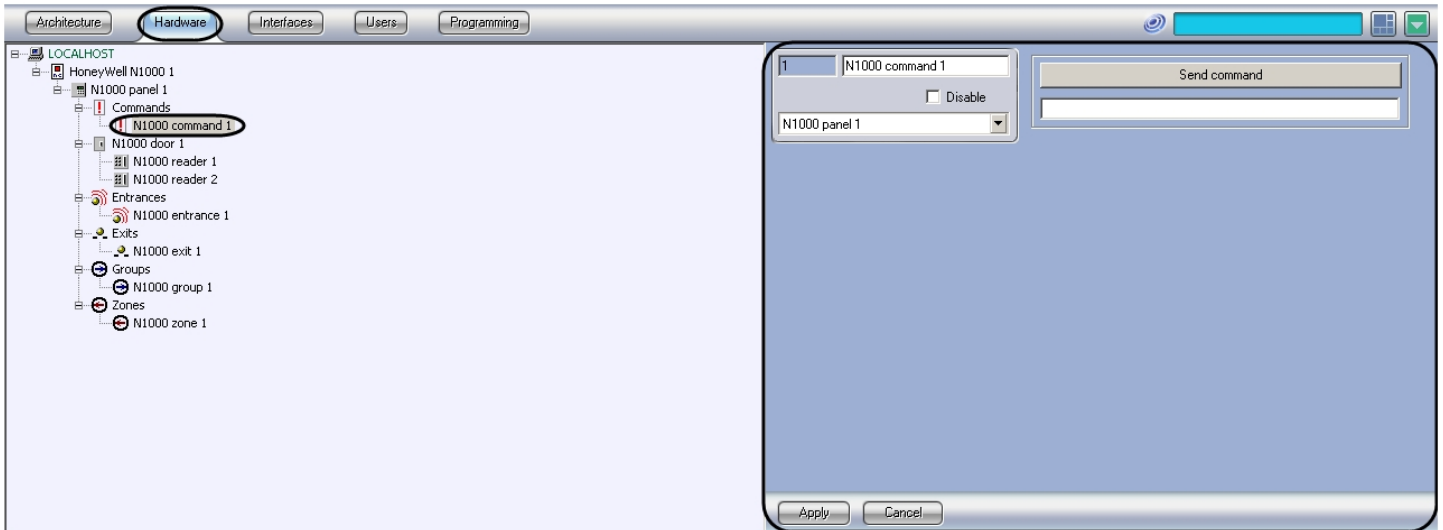 Architecture Hardware Interfaces Users Programming
LOCALHOST
HoneyWell N1000 1
N1000 panel 1
Commands
N1000 command 1
N1000 door 1
N1000 reader 1
N1000 reader 2
Entrances
N1000 entrance 1
Exits
N1000 exit 1
Groups
N1000 group 1
Zones
N1000 zone 1
1 N1000 command 1
Disable
N1000 panel 1
Send command
Apply Cancel